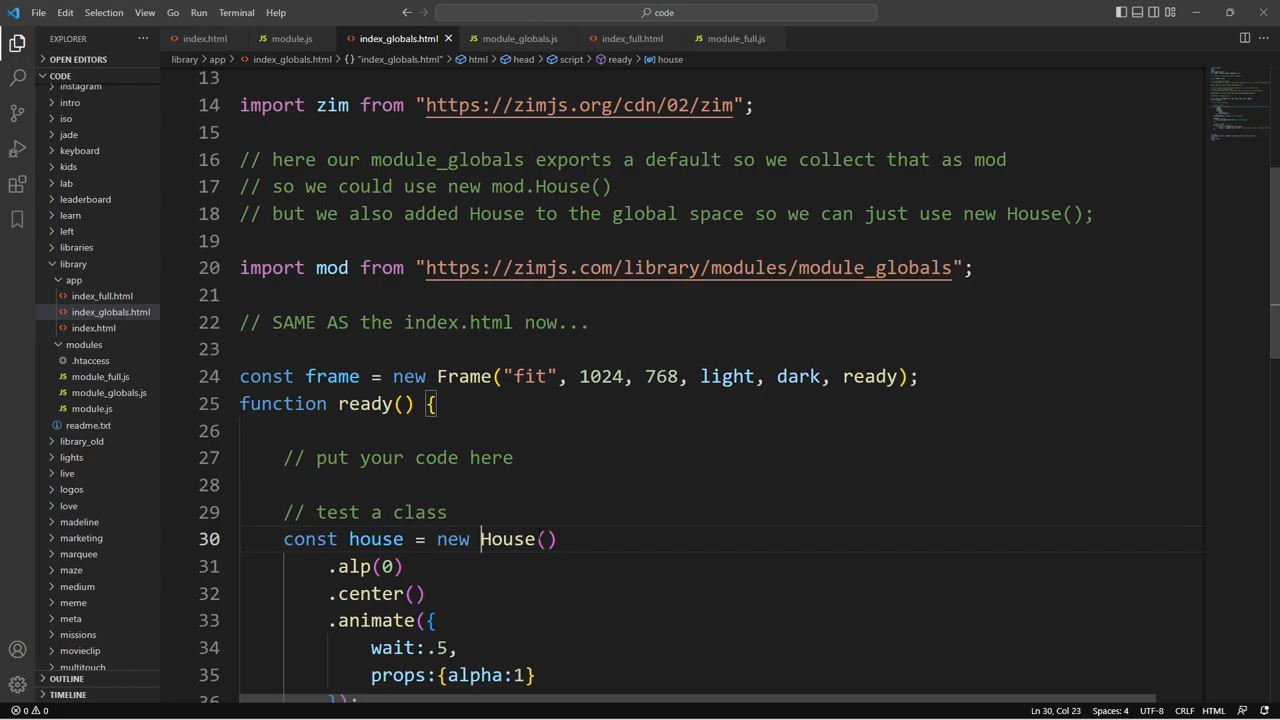 File Edit Selection View Go Run Terminal Help
code
EXPLORER
index.html
module.js
index_globals.html
module_globals.js
index_full.html
module_full.js
OPEN EDITORS
library > app > index_globals.html > {} "index_globals.html" > html > head > script > ready > house
CODE
instagram
intro
iso
jade
keyboard
kids
lab
leaderboard
learn
left
libraries
library
app
index_full.html
index_globals.html
index.html
modules
.htaccess
module_full.js
module_globals.js
module.js
readme.txt
library_old
lights
live
logos
love
madeline
marketing
marquee
maze
medium
meme
meta
missions
movieclip
multitouch
OUTLINE
TIMELINE
13
14 import zim from "https://zimjs.org/cdn/02/zim";
15
16 // here our module_globals exports a default so we collect that as mod
17 // so we could use new mod.House()
18 // but we also added House to the global space so we can just use new House();
19
20 import mod from "https://zimjs.com/library/modules/module_globals";
21
22 // SAME AS the index.html now...
23
24 const frame = new Frame("fit", 1024, 768, light, dark, ready);
25 function ready() {
26
27 // put your code here
28
29 // test a class
30 const house = new House()
31 .alp(0)
32 .center()
33 .animate({
34 wait:.5,
35 props:{alpha:1}
36 });
0 0
Ln 30, Col 23 Spaces: 4 UTF-8 CRLF HTML